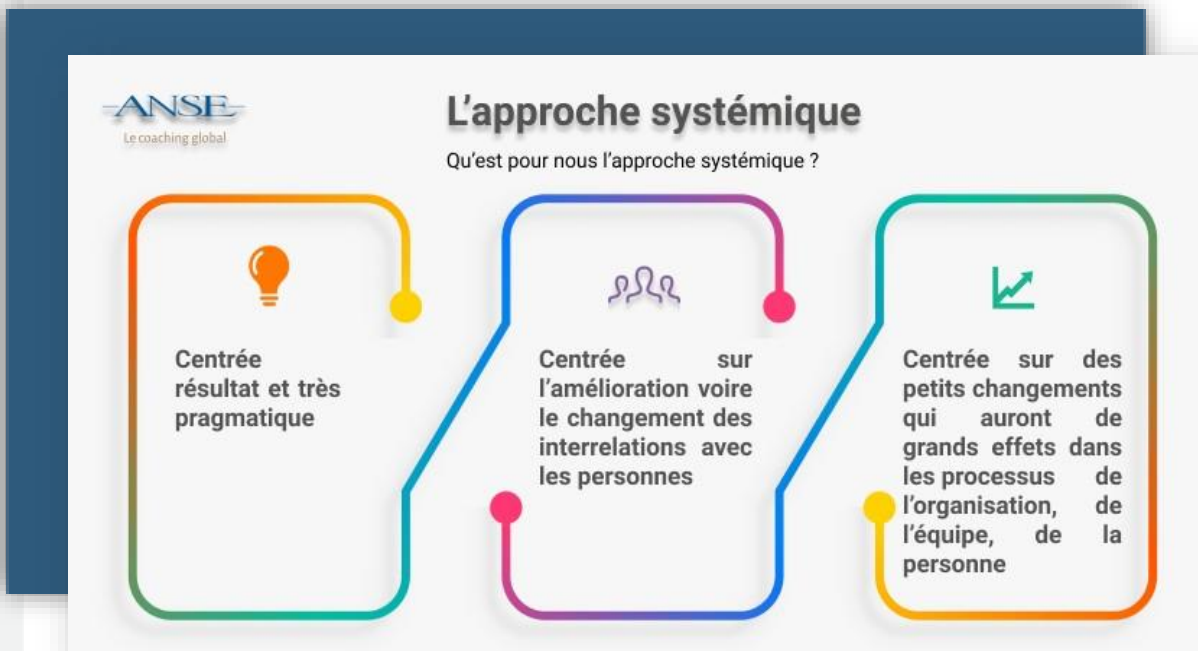 ANSE
Le coaching global
L'approche systémique
Qu'est pour nous l'approche systémique ?
Centrée
résultat et très
pragmatique
Centrée sur
l'amélioration voire
le changement des
interrelations avec
les personnes
Centrée sur des
petits changements
qui auront de
grands effets dans
les processus de
l'organisation, de
l'équipe, de la
personne